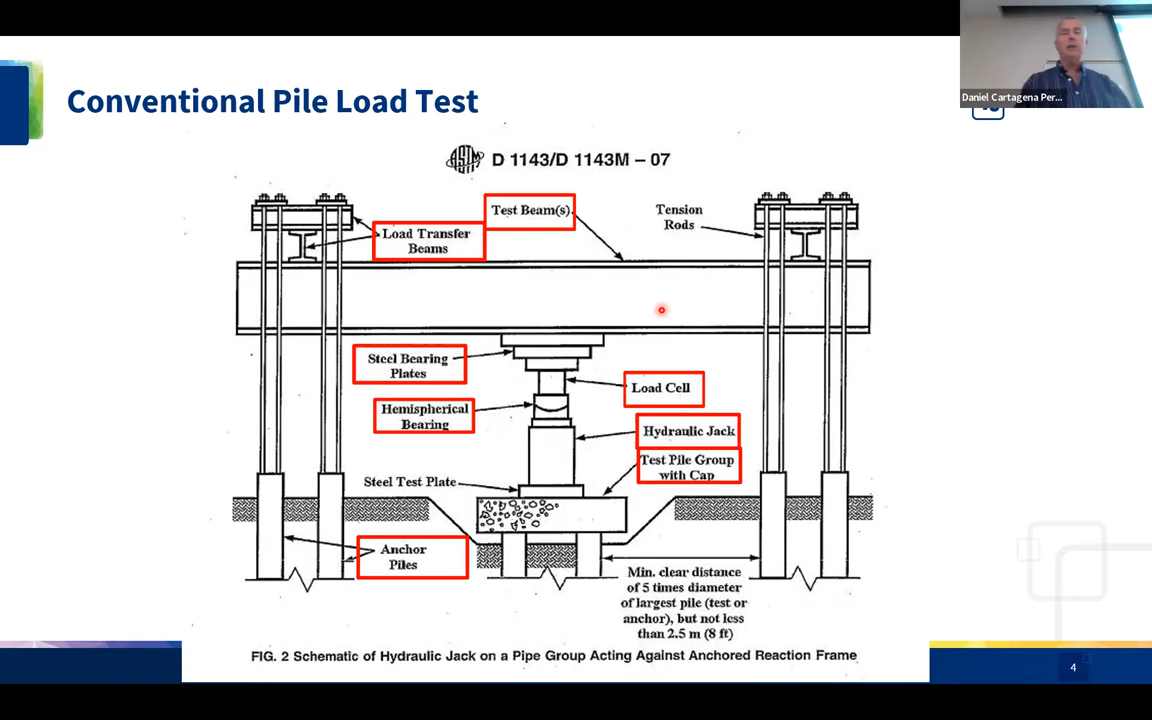 Daniel Cartagena Per...
Conventional Pile Load Test
ASTM
D 1143/D 1143M – 07
Test Beam(s)
Tension
Rods
Load Transfer
Beams
Steel Bearing
Plates
Load Cell
Hemispherical
Bearing
Hydraulic Jack
Test Pile Group
with Cap
Steel Test Plate
Anchor
Piles
Min. clear distance
of 5 times diameter
of largest pile (test or
anchor), but not less
than 2.5 m (8 ft)
FIG. 2 Schematic of Hydraulic Jack on a Pipe Group Acting Against Anchored Reaction Frame
4